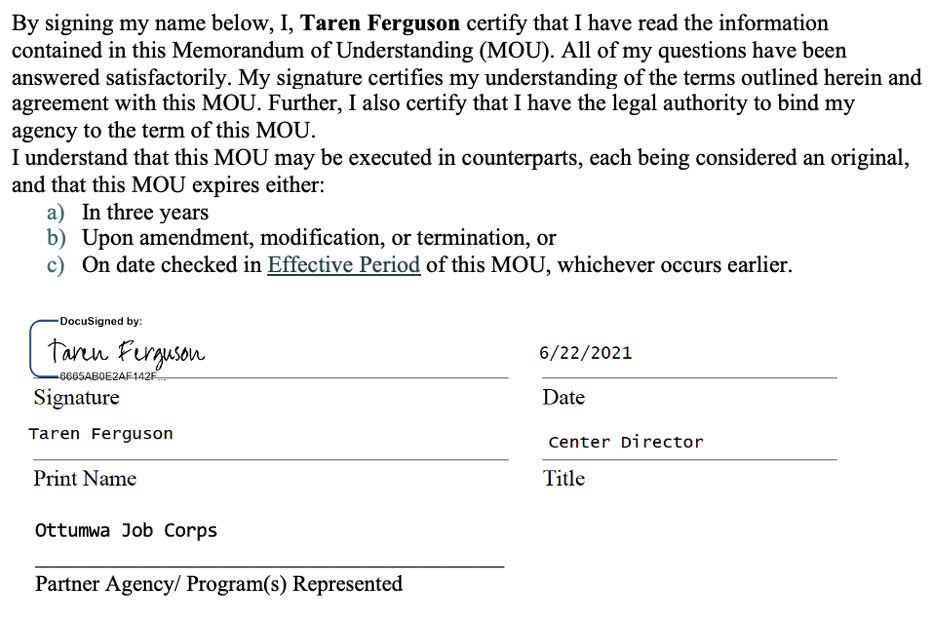 By signing my name below, I, Taren Ferguson certify that I have read the information
contained in this Memorandum of Understanding (MOU). All of my questions have been
answered satisfactorily. My signature certifies my understanding of the terms outlined herein and
agreement with this MOU. Further, I also certify that I have the legal authority to bind my
agency to the term of this MOU.
I understand that this MOU may be executed in counterparts, each being considered an original,
and that this MOU expires either:
a) In three years
b) Upon amendment, modification, or termination, or
c) On date checked in Effective Period of this MOU, whichever occurs earlier.
DocuSigned by:
Taren Ferguson
6/22/2021
6665AB0E2AF142F...
Signature
Date
Taren Ferguson
Center Director
Print Name
Title
Ottumwa Job Corps
Partner Agency/ Program(s) Represented